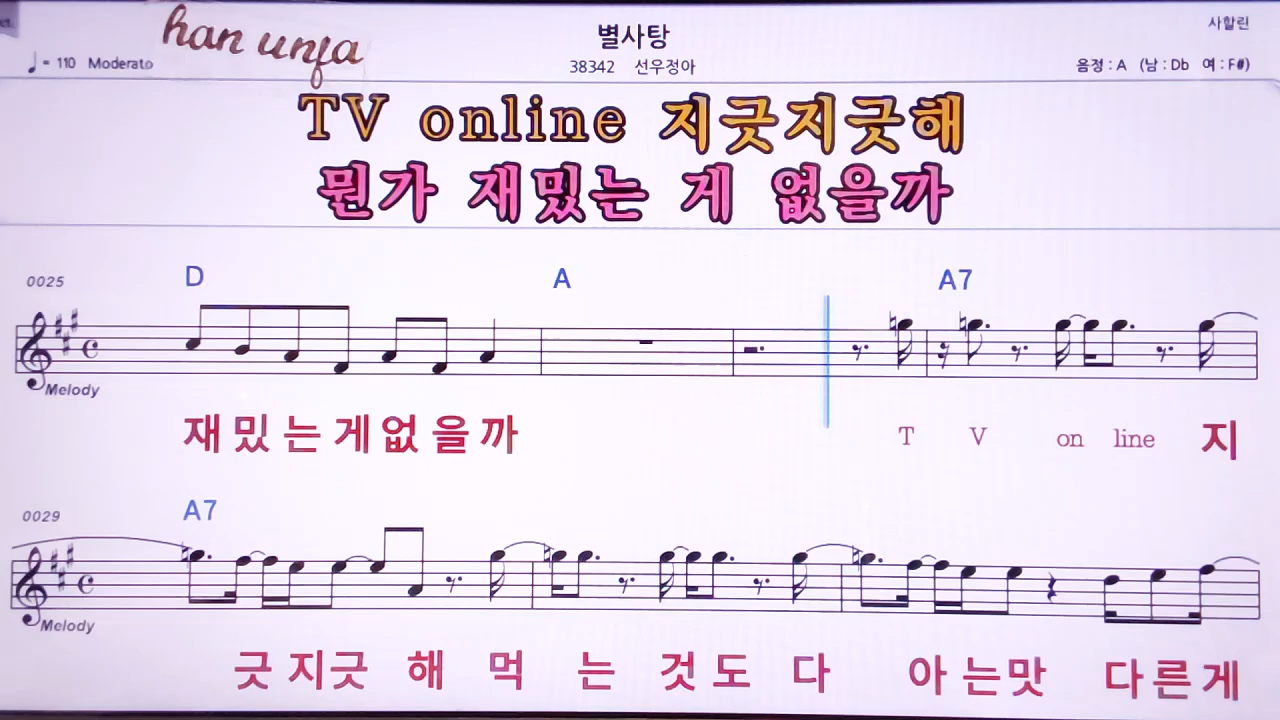 han unja
별사탕
사할린
♩= 110 Moderato
38342 선우정아
음정 : A (남 : Db 여 : F#)
TV online 지긋지긋해
뭔가 재밌는 게 없을까
0025
D A A7
Melody
재 밌 는 게 없 을 까 T V on line 지
0029
A7
Melody
긋 지 긋 해 먹 는 것 도 다 아 는 맛 다 른 게